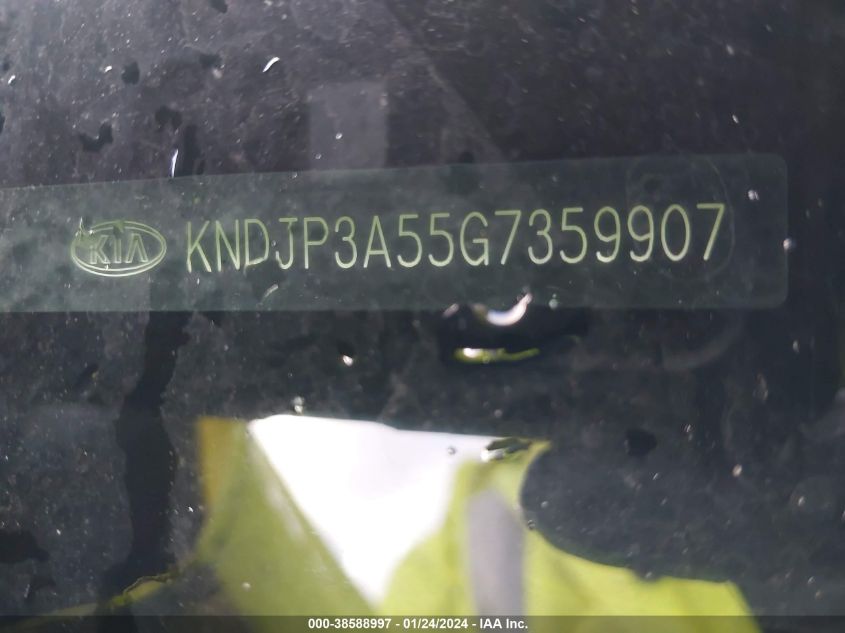 KIA KNDJP3A55G7359907
000-38588997 - 01/24/2024 - IAA Inc.